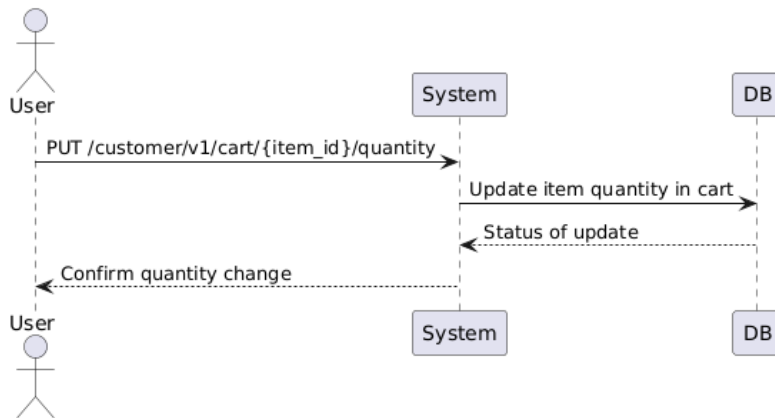 User
System
DB
PUT /customer/v1/cart/{item_id}/quantity
Update item quantity in cart
Status of update
Confirm quantity change
User
System
DB